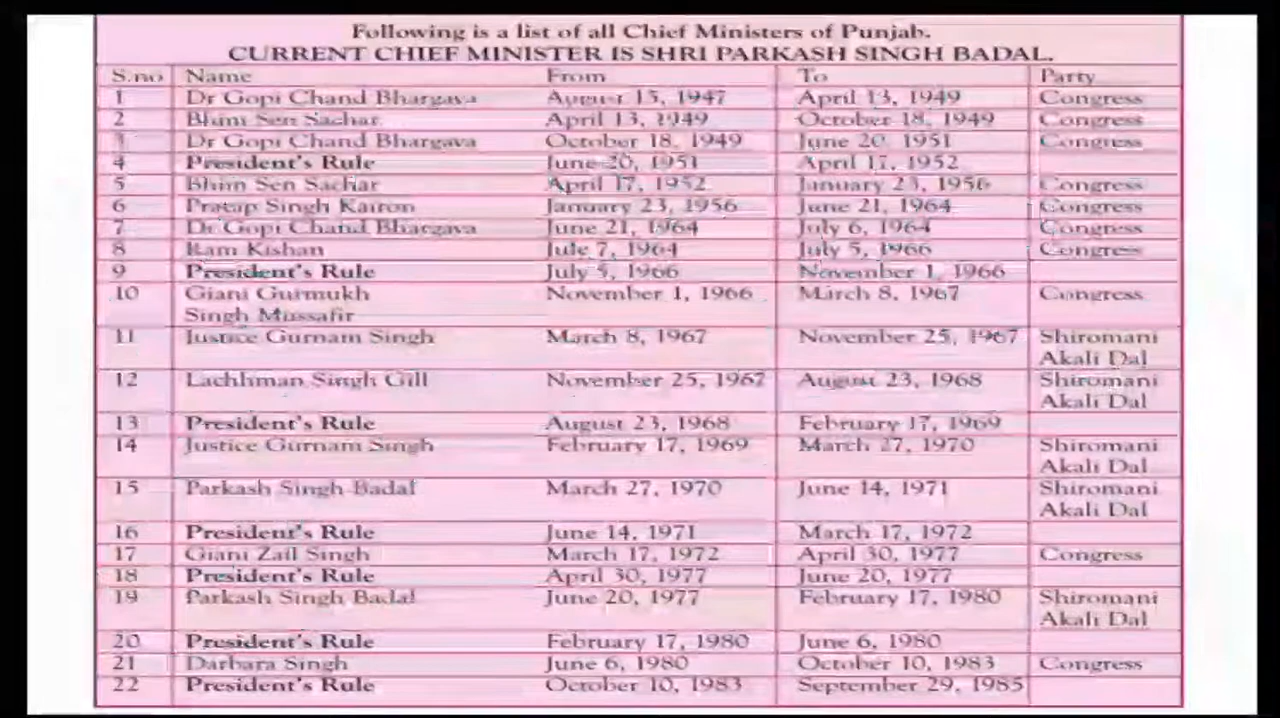 Following is a list of all Chief Ministers of Punjab.
CURRENT CHIEF MINISTER IS SHRI PARKASH SINGH BADAL.
S.no Name From To Party
1 Dr Gopi Chand Bhargava August 15, 1947 April 13, 1949 Congress
2 Bhim Sen Sachar April 13, 1949 October 18, 1949 Congress
3 Dr Gopi Chand Bhargava October 18, 1949 June 20, 1951 Congress
4 President's Rule June 20, 1951 April 17, 1952
5 Bhim Sen Sachar April 17, 1952 January 23, 1956 Congress
6 Pratap Singh Kairon January 23, 1956 June 21, 1964 Congress
7 Dr Gopi Chand Bhargava June 21, 1964 July 6, 1964 Congress
8 Ram Kishan Jule 7, 1964 July 5, 1966 Congress
9 President's Rule July 5, 1966 November 1, 1966
10 Giani Gurmukh November 1, 1966 March 8, 1967 Congress
Singh Mussafir
11 Justice Gurnam Singh March 8, 1967 November 25, 1967 Shiromani
Akali Dal
12 Lachhman Singh Gill November 25, 1967 August 23, 1968 Shiromani
Akali Dal
13 President's Rule August 23, 1968 February 17, 1969
14 Justice Gurnam Singh February 17, 1969 March 27, 1970 Shiromani
Akali Dal
15 Parkash Singh Badal March 27, 1970 June 14, 1971 Shiromani
Akali Dal
16 President's Rule June 14, 1971 March 17, 1972
17 Giani Zail Singh March 17, 1972 April 30, 1977 Congress
18 President's Rule April 30, 1977 June 20, 1977
19 Parkash Singh Badal June 20, 1977 February 17, 1980 Shiromani
Akali Dal
20 President's Rule February 17, 1980 June 6, 1980
21 Darbara Singh June 6, 1980 October 10, 1983 Congress
22 President's Rule October 10, 1983 September 29, 1985